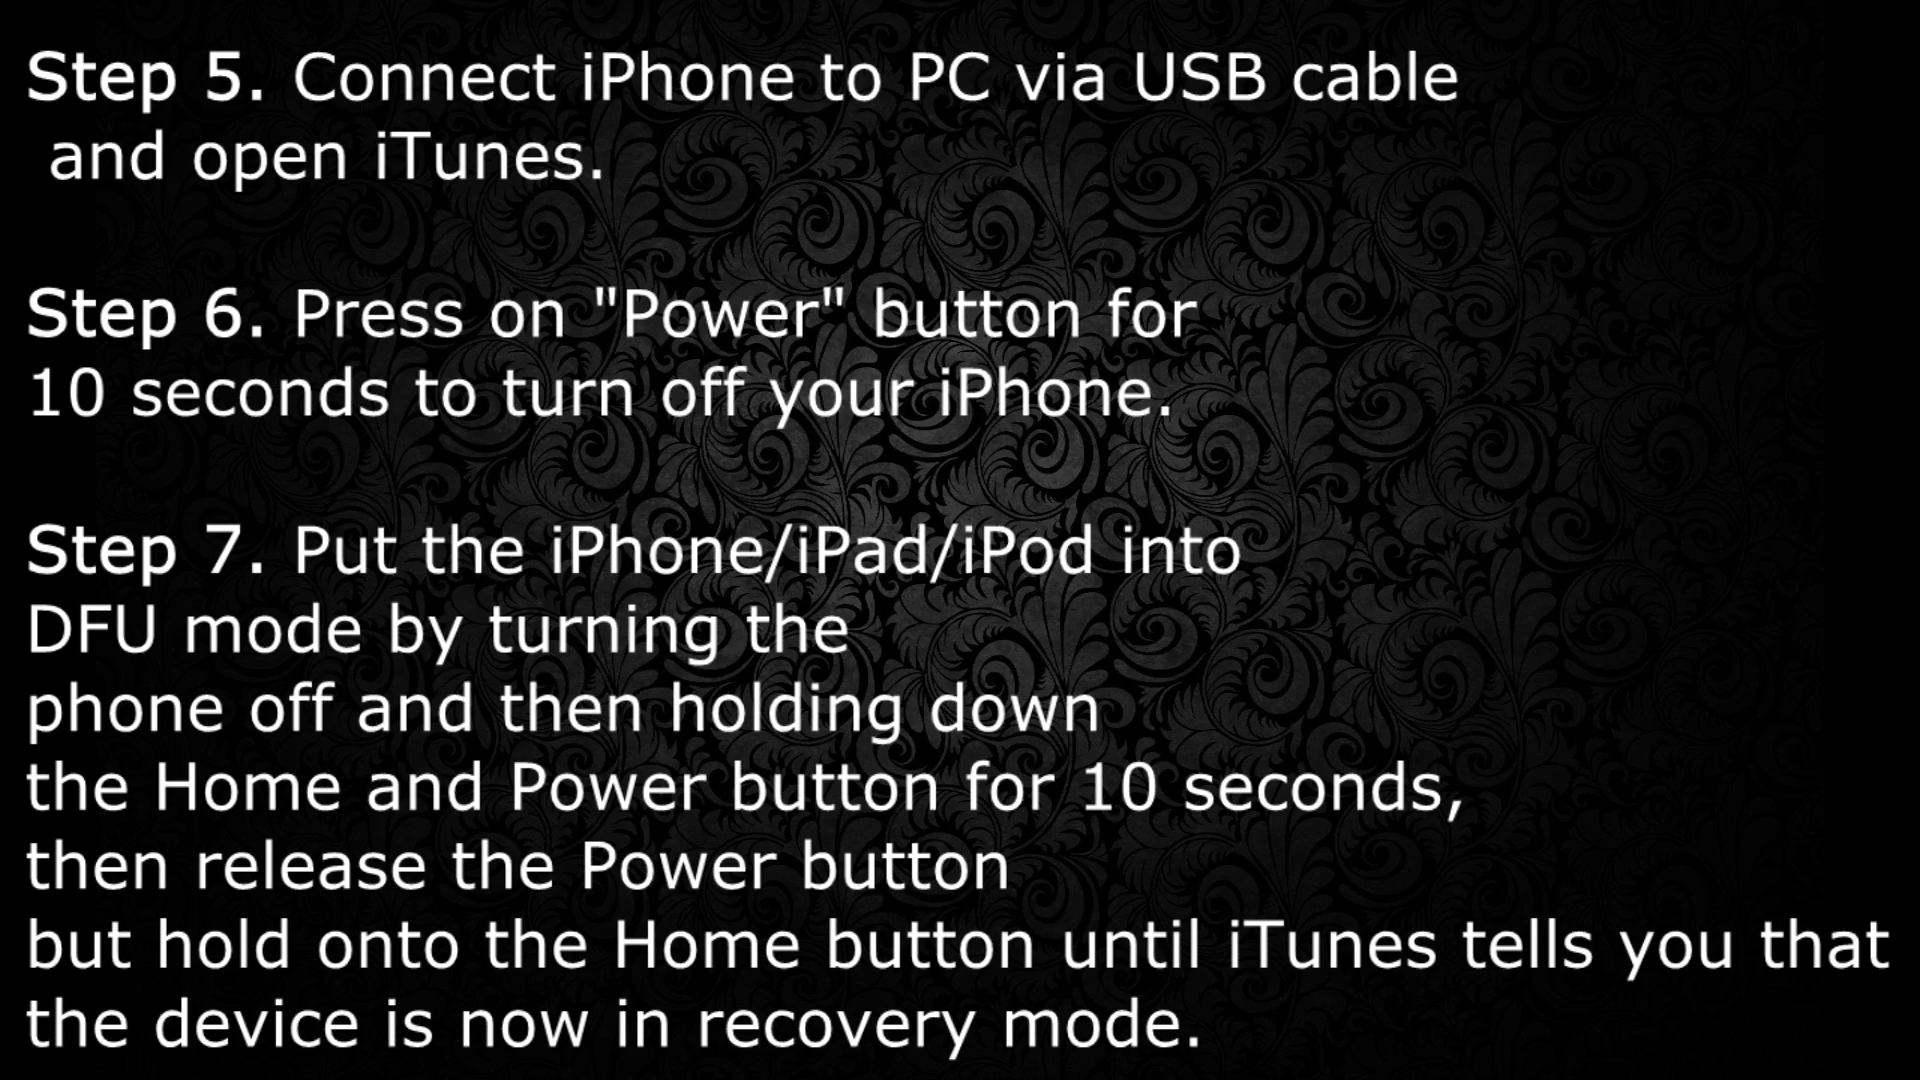 Step 5. Connect iPhone to PC via USB cable
and open iTunes.
Step 6. Press on "Power" button for
10 seconds to turn off your iPhone.
Step 7. Put the iPhone/iPad/iPod into
DFU mode by turning the
phone off and then holding down
the Home and Power button for 10 seconds,
then release the Power button
but hold onto the Home button until iTunes tells you that
the device is now in recovery mode.